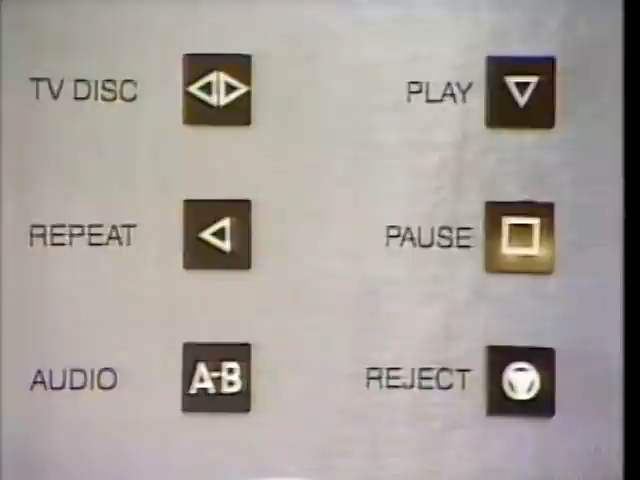 TV DISC
PLAY
REPEAT
PAUSE
AUDIO A-B
REJECT